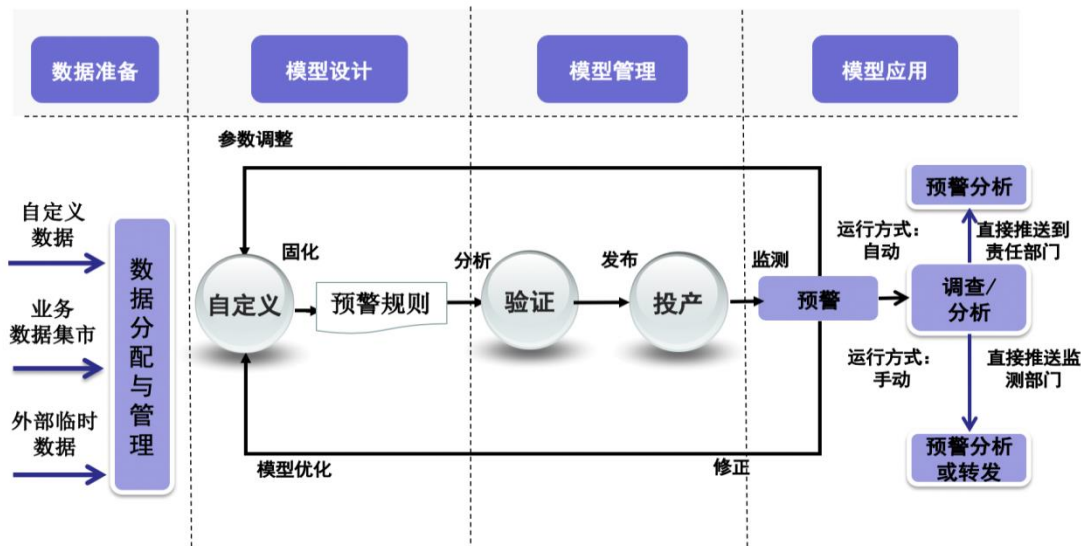 数据准备
模型设计
模型管理
模型应用
参数调整
自定义
数据
业务
数据集市
外部临时
数据
数据分配与管理
固化
自定义
预警规则
分析
验证
发布
投产
监测
预警
运行方式：
自动
直接推送到
责任部门
预警分析
调查/
分析
运行方式：
手动
直接推送监
测部门
预警分析
或转发
模型优化
修正